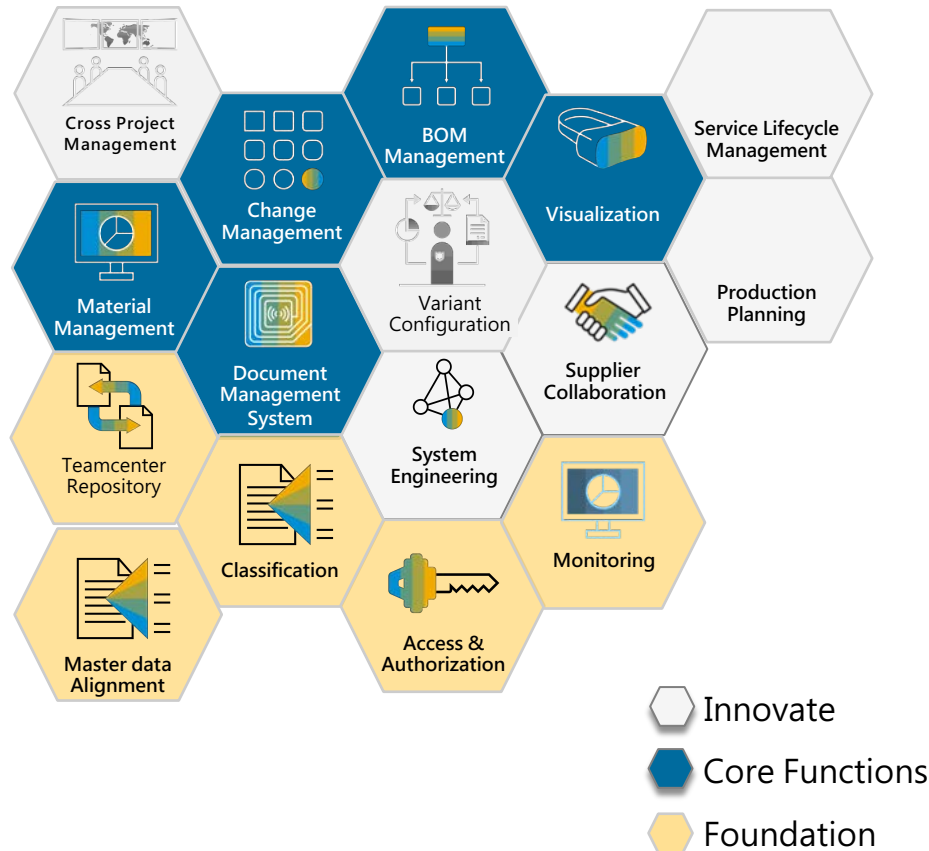 Cross Project
Management
BOM
Management
Service Lifecycle
Management
Change
Management
Visualization
Material
Management
Variant
Configuration
Production
Planning
Document
Management
System
Supplier
Collaboration
Teamcenter
Repository
System
Engineering
Classification
Monitoring
Master data
Alignment
Access &
Authorization
Innovate
Core Functions
Foundation